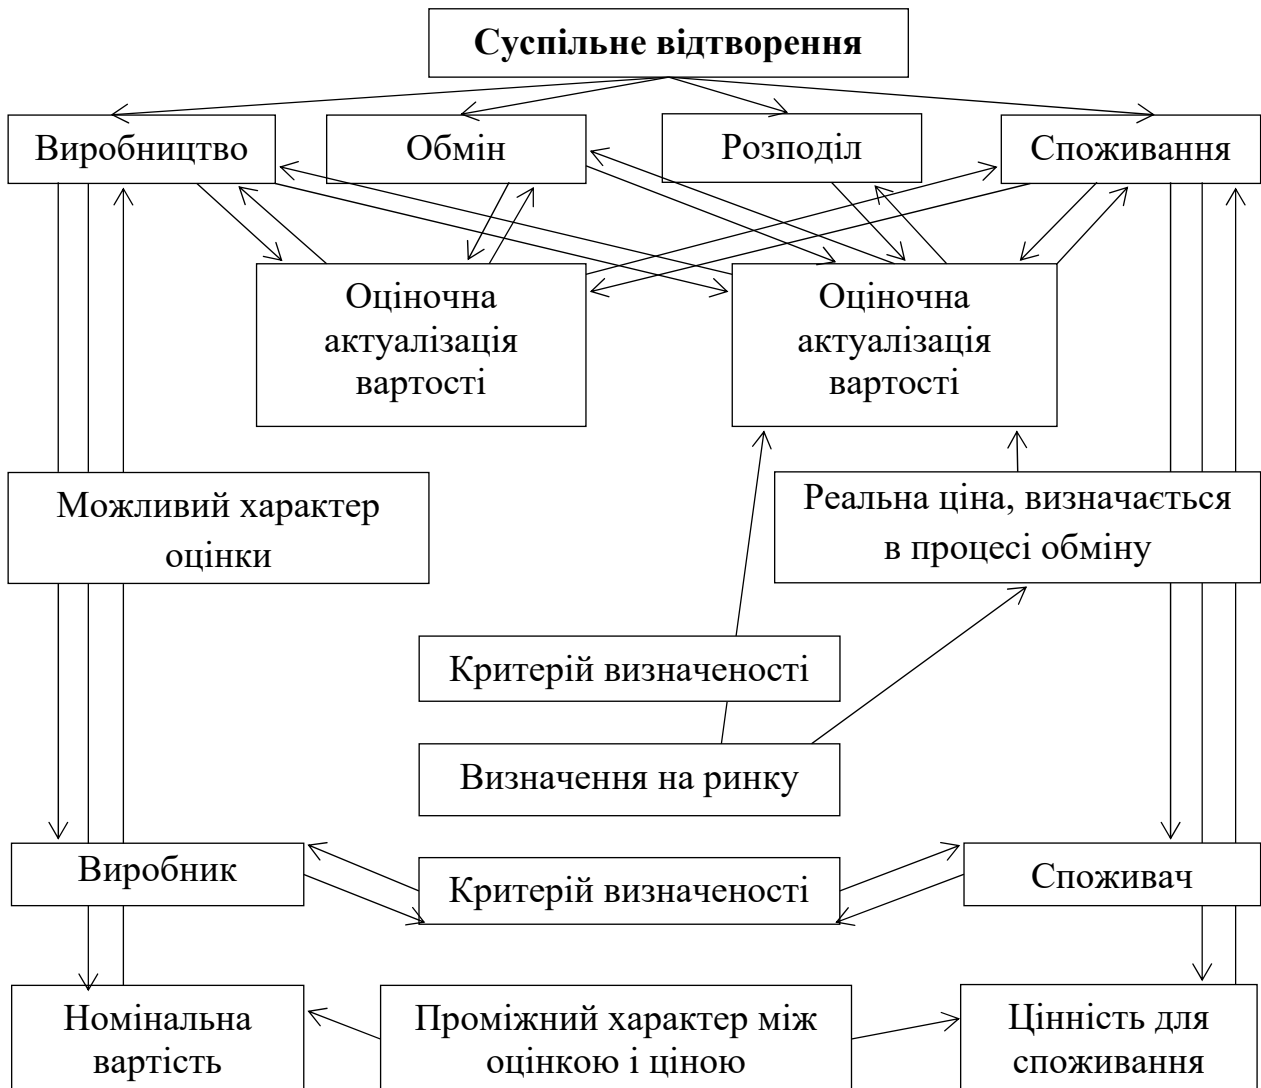 Суспільне відтворення
Виробництво
Обмін
Розподіл
Споживання
Оціночна
актуалізація
вартості
Оціночна
актуалізація
вартості
Можливий характер
оцінки
Реальна ціна, визначається
в процесі обміну
Критерій визначеності
Визначення на ринку
Виробник
Критерій визначеності
Споживач
Номінальна
вартість
Проміжний характер між
оцінкою і ціною
Цінність для
споживання